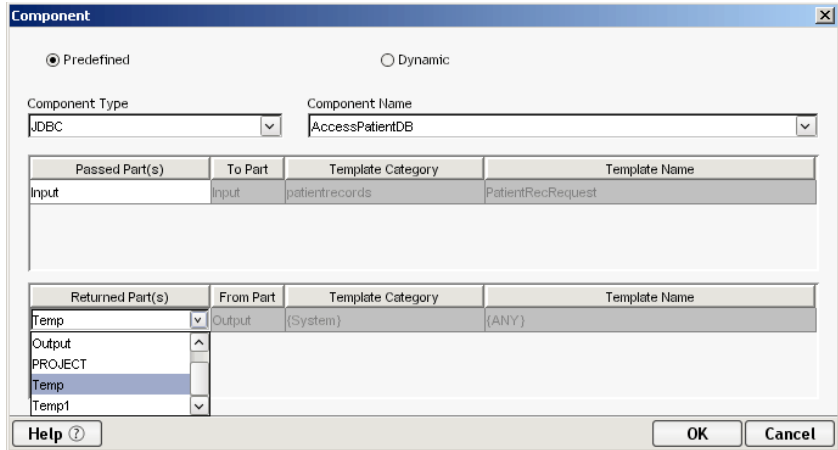 Component
Predefined Dynamic
Component Type Component Name
JDBC AccessPatientDB
Passed Part(s) To Part Template Category Template Name
Input Input patientrecords PatientRecRequest
Returned Part(s) From Part Template Category Template Name
Temp Output {System} {ANY}
Output
PROJECT
Temp
Temp1
Help ? OK Cancel